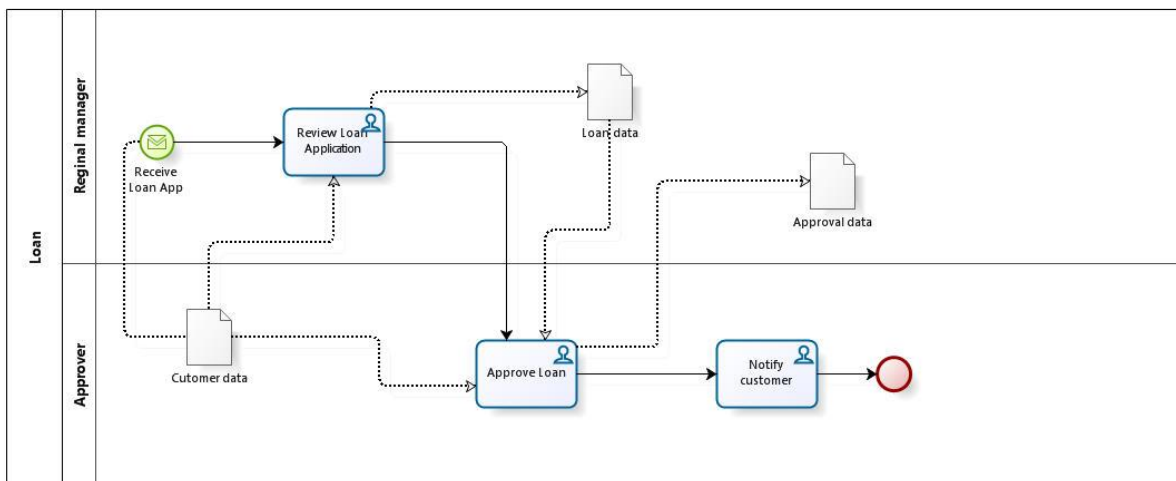 Loan
Reginal manager
Receive
Loan App
Review Loan
Application
Loan data
Approval data
Approver
Cutomer data
Approve Loan
Notify
customer